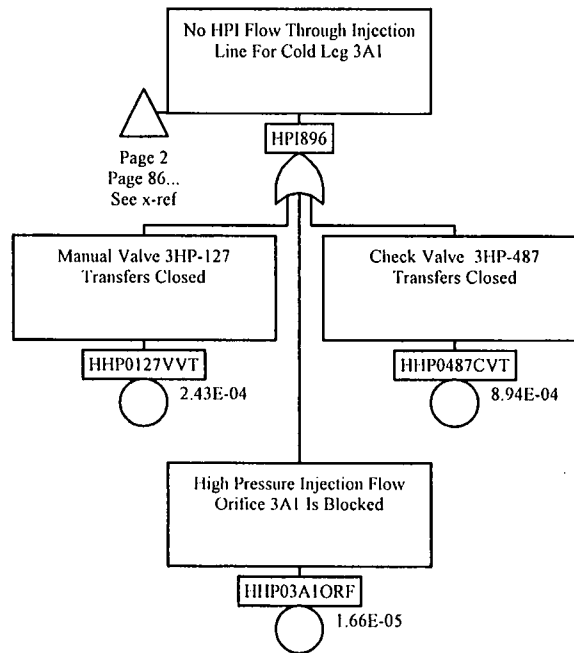 No HPI Flow Through Injection
Line For Cold Leg 3A1
HPI896
Page 2
Page 86...
See x-ref
Manual Valve 3HP-127
Transfers Closed
Check Valve 3HP-487
Transfers Closed
HHP0127VVT
2.43E-04
HHP0487CVT
8.94E-04
High Pressure Injection Flow
Orifice 3A1 Is Blocked
HHP03A1ORF
1.66E-05